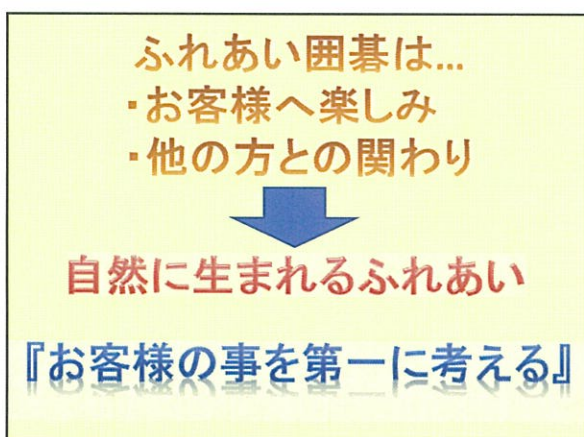 ふれあい囲碁は...
・お客様へ楽しみ
・他の方との関わり
自然に生まれるふれあい
『お客様の事を第一に考える』